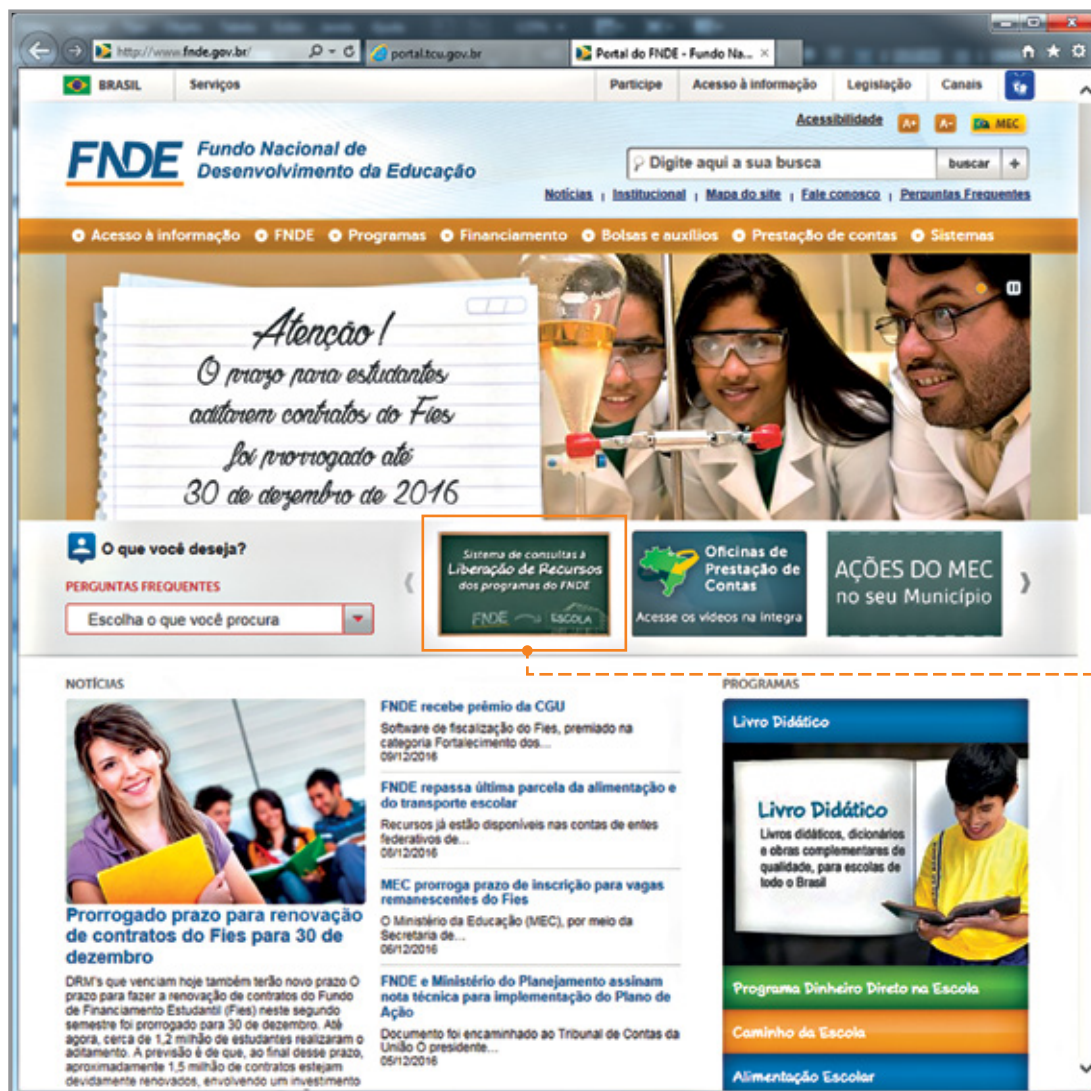 http://www.fnde.gov.br/
portal.tcu.gov.br
Portal do FNDE - Fundo Na...
BRASIL
Serviços
Participe
Acesso à informação
Legislação
Canais
Acessibilidade
A+
A-
MEC
FNDE
Fundo Nacional de
Desenvolvimento da Educação
Digite aqui a sua busca
buscar
+
Notícias | Institucional | Mapa do site | Fale conosco | Perguntas Frequentes
Acesso à informação
FNDE
Programas
Financiamento
Bolsas e auxílios
Prestação de contas
Sistemas
Atenção !
O prazo para estudantes
aditarem contratos do Fies
foi prorrogado até
30 de dezembro de 2016
O que você deseja?
PERGUNTAS FREQUENTES
Escolha o que você procura
Sistema de consultas à
Liberação de Recursos
dos programas do FNDE
FNDE
ESCOLA
Oficinas de
Prestação de
Contas
Acesse os vídeos na íntegra
AÇÕES DO MEC
no seu Município
NOTÍCIAS
Prorrogado prazo para renovação
de contratos do Fies para 30 de
dezembro
DRM's que venciam hoje também terão novo prazo O
prazo para fazer a renovação de contratos do Fundo
de Financiamento Estudantil (Fies) neste segundo
semestre foi prorrogado para 30 de dezembro. Até
agora, cerca de 1,2 milhão de estudantes realizaram o
aditamento. A previsão é de que, ao final desse prazo,
aproximadamente 1,5 milhão de contratos estejam
devidamente renovados, envolvendo um investimento
FNDE recebe prêmio da CGU
Software de fiscalização do Fies, premiado na
categoria Fortalecimento dos...
09/12/2016
FNDE repassa última parcela da alimentação e
do transporte escolar
Recursos já estão disponíveis nas contas de entes
federativos de...
06/12/2016
MEC prorroga prazo de inscrição para vagas
remanescentes do Fies
O Ministério da Educação (MEC), por meio da
Secretaria de...
06/12/2016
FNDE e Ministério do Planejamento assinam
nota técnica para implementação do Plano de
Ação
Documento foi encaminhado ao Tribunal de Contas da
União O presidente...
05/12/2016
PROGRAMAS
Livro Didático
Livro Didático
Livros didáticos, dicionários
e obras complementares de
qualidade, para escolas de
todo o Brasil
Programa Dinheiro Direto na Escola
Caminho da Escola
Alimentação Escolar